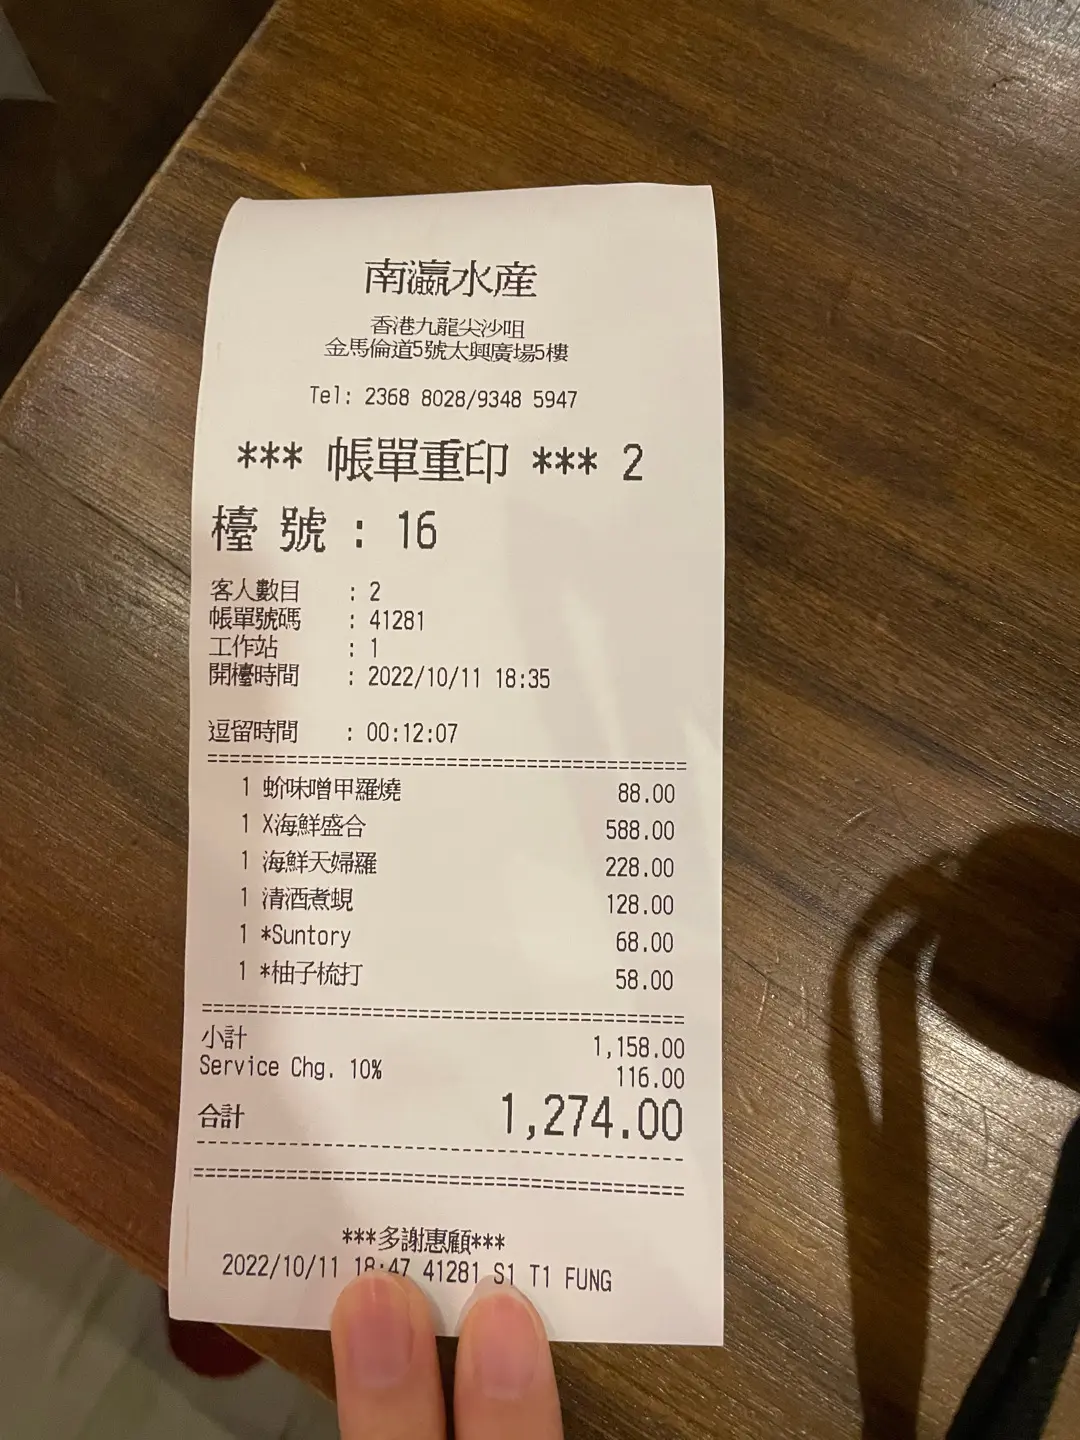 南瀛水産
香港九龍尖沙咀
金馬倫道5號太興廣場5樓
Tel: 2368 8028/9348 5947
*** 帳單重印 *** 2
檯 號 : 16
客人數目 : 2
帳單號碼 : 41281
工作站 : 1
開檯時間 : 2022/10/11 18:35
逗留時間 : 00:12:07
1 蚧味噌甲羅燒 88.00
1 X海鮮盛合 588.00
1 海鮮天婦羅 228.00
1 清酒煮蜆 128.00
1 *Suntory 68.00
1 *柚子梳打 58.00
小計 1,158.00
Service Chg. 10% 116.00
合計 1,274.00
***多謝惠顧***
2022/10/11 18:47 41281 S1 T1 FUNG